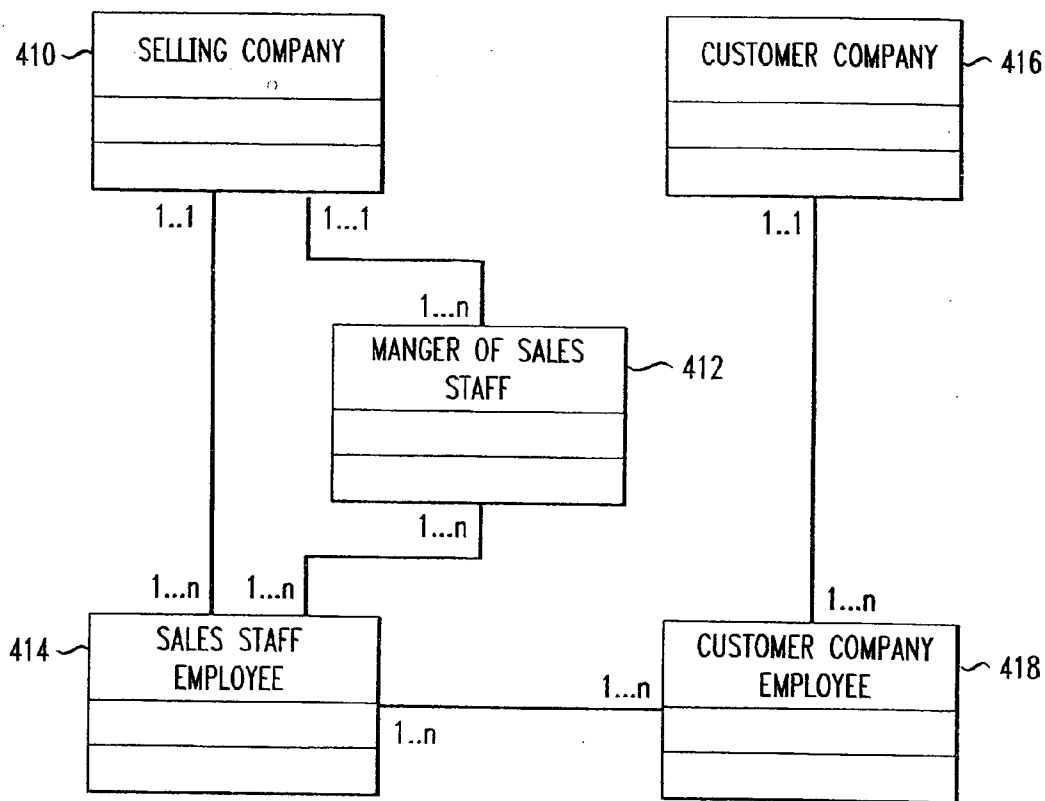 410
SELLING COMPANY
CUSTOMER COMPANY
416
1..1
1...1
1..1
1...n
MANGER OF SALES
STAFF
412
1...n
1...n
1...n
1...n
414
SALES STAFF
EMPLOYEE
CUSTOMER COMPANY
EMPLOYEE
418
1...n
1..n